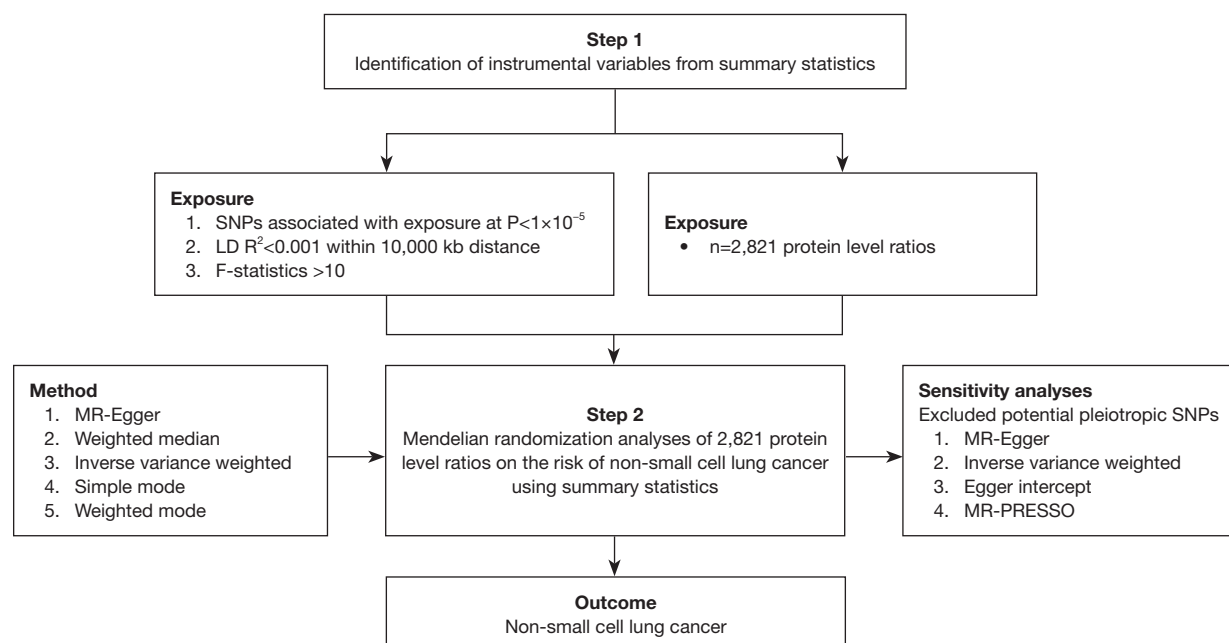 Step 1
Identification of instrumental variables from summary statistics
Exposure
1. SNPs associated with exposure at P<1×10⁻⁵
2. LD R²<0.001 within 10,000 kb distance
3. F-statistics >10
Exposure
• n=2,821 protein level ratios
Method
1. MR-Egger
2. Weighted median
3. Inverse variance weighted
4. Simple mode
5. Weighted mode
Step 2
Mendelian randomization analyses of 2,821 protein
level ratios on the risk of non-small cell lung cancer
using summary statistics
Sensitivity analyses
Excluded potential pleiotropic SNPs
1. MR-Egger
2. Inverse variance weighted
3. Egger intercept
4. MR-PRESSO
Outcome
Non-small cell lung cancer